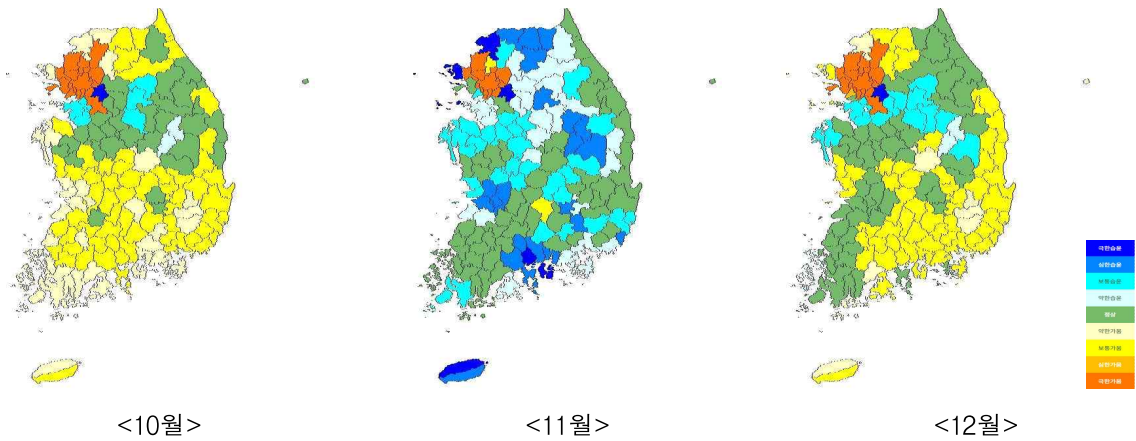 극한습윤
심한습윤
보통습윤
약한습윤
정상
약한가뭄
보통가뭄
심한가뭄
극한가뭄
<10월>
<11월>
<12월>